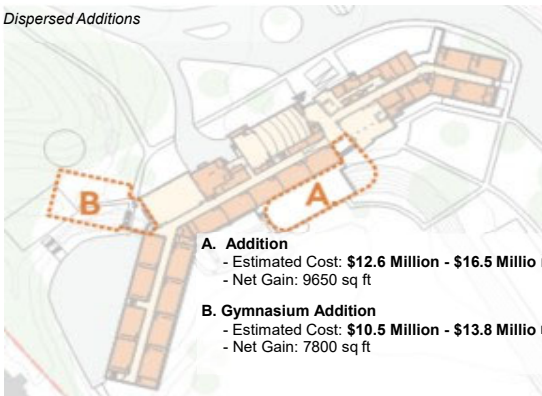 Dispersed Additions
B
A
A. Addition
- Estimated Cost: $12.6 Million - $16.5 Millio
- Net Gain: 9650 sq ft
B. Gymnasium Addition
- Estimated Cost: $10.5 Million - $13.8 Millio
- Net Gain: 7800 sq ft